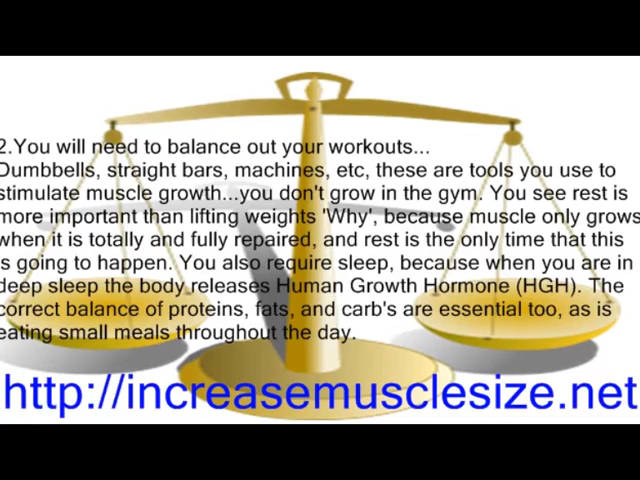 2.You will need to balance out your workouts...
Dumbbells, straight bars, machines, etc, these are tools you use to
stimulate muscle growth...you don't grow in the gym. You see rest is
more important than lifting weights 'Why', because muscle only grows
when it is totally and fully repaired, and rest is the only time that this
is going to happen. You also require sleep, because when you are in
deep sleep the body releases Human Growth Hormone (HGH). The
correct balance of proteins, fats, and carb's are essential too, as is
eating small meals throughout the day.
http://increasemusclesize.net